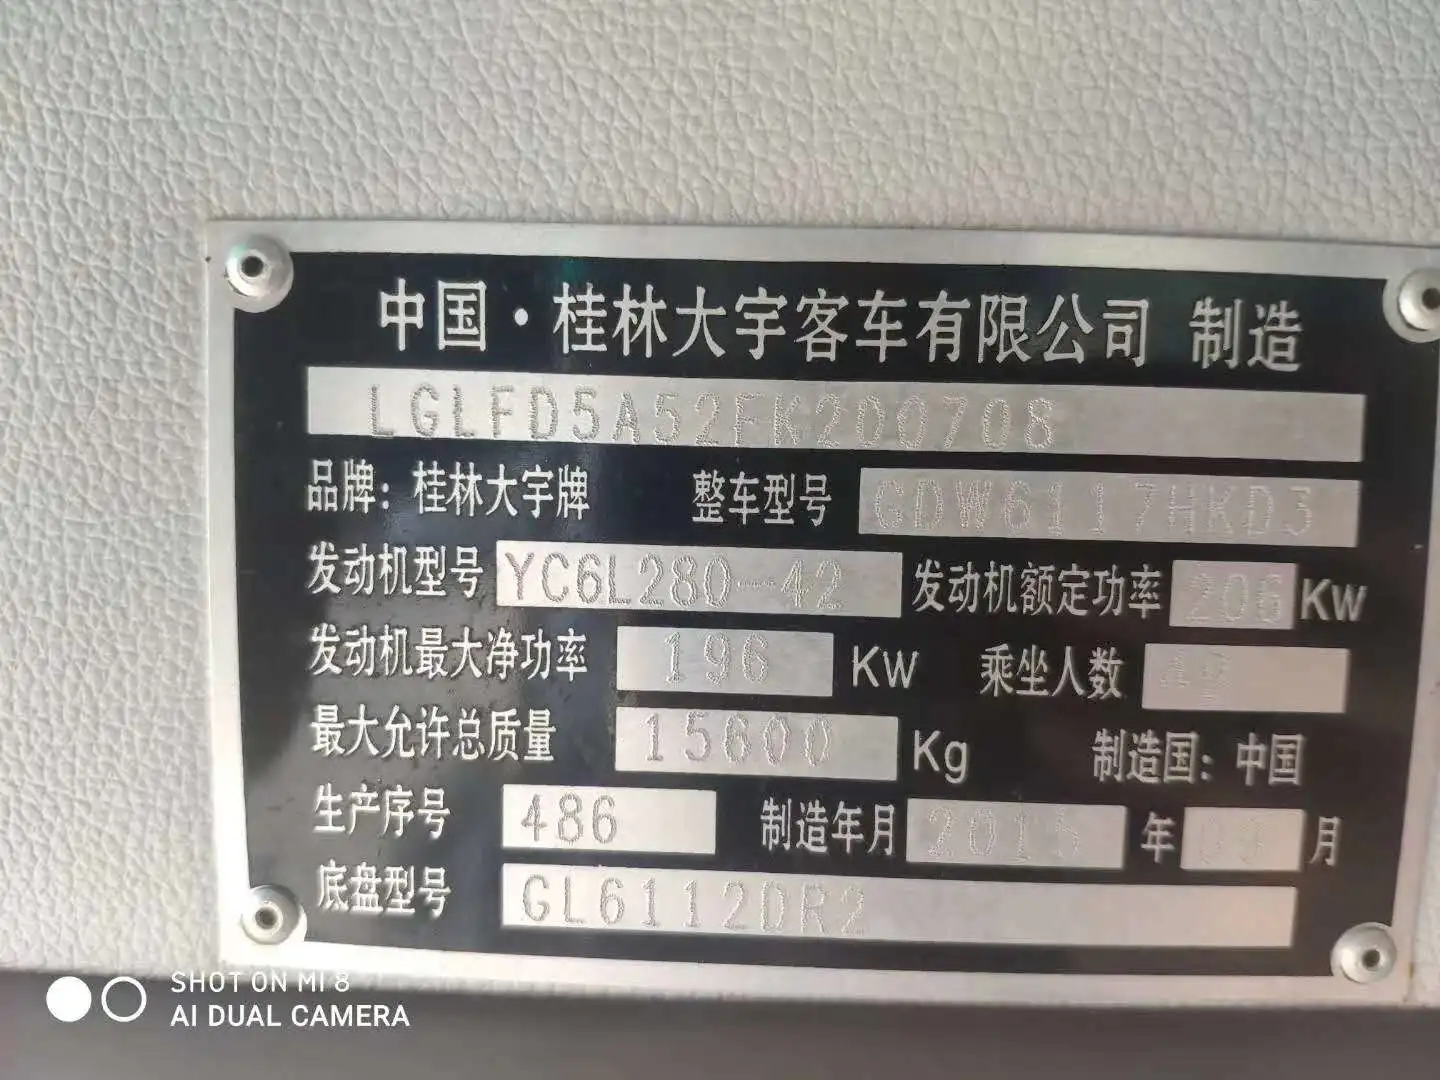 中国·桂林大宇客车有限公司 制造
LGLFD5A52FK200708
品牌：桂林大宇牌 整车型号 GDW6117HKD3
发动机型号 YC6L280-42 发动机额定功率 206 Kw
发动机最大净功率 196 Kw 乘坐人数
最大允许总质量 15600 Kg 制造国：中国
生产序号 486 制造年月 2015 年 月
底盘型号 GL6112DR2
SHOT ON MI 8
AI DUAL CAMERA